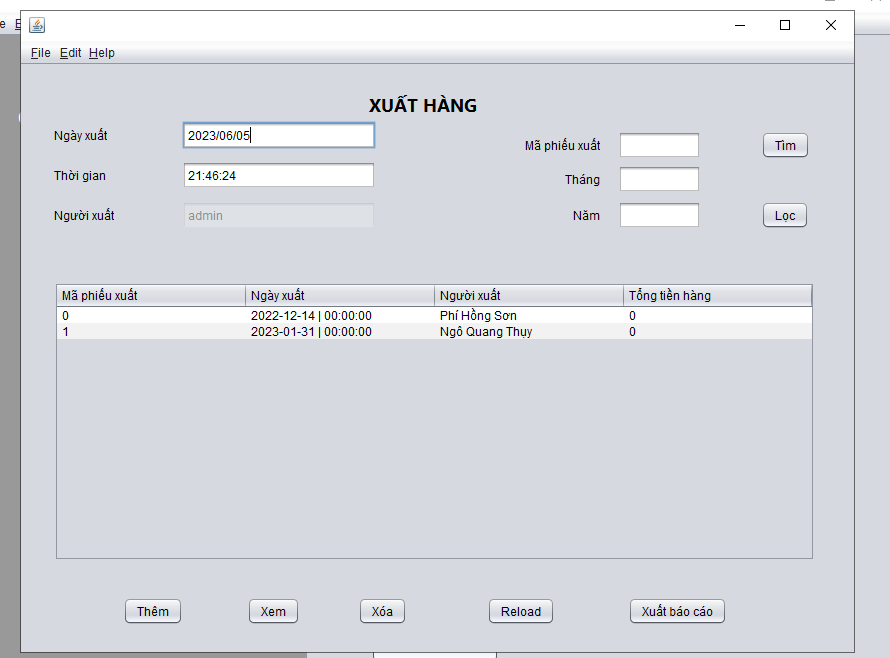 File Edit Help
XUẤT HÀNG
Ngày xuất 2023/06/05
Thời gian 21:46:24
Người xuất admin
Mã phiếu xuất Tìm
Tháng
Năm Lọc
Mã phiếu xuất Ngày xuất Người xuất Tổng tiền hàng
0 2022-12-14 | 00:00:00 Phí Hồng Sơn 0
1 2023-01-31 | 00:00:00 Ngô Quang Thụy 0
Thêm Xem Xóa Reload Xuất báo cáo